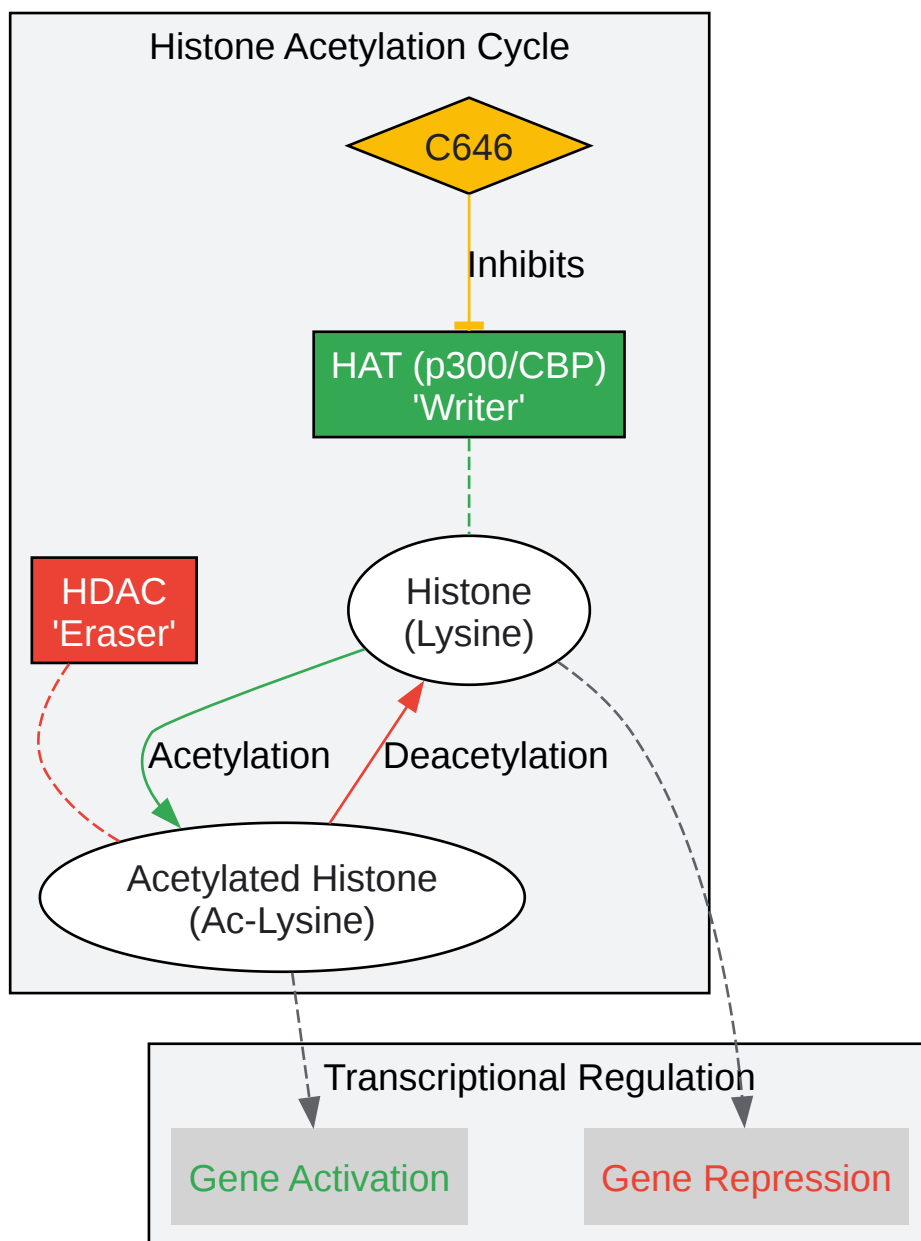 Histone Acetylation Cycle
C646
Inhibits
HAT (p300/CBP)
'Writer'
HDAC
'Eraser'
Histone
(Lysine)
Acetylation
Deacetylation
Acetylated Histone
(Ac-Lysine)
Transcriptional Regulation
Gene Activation
Gene Repression